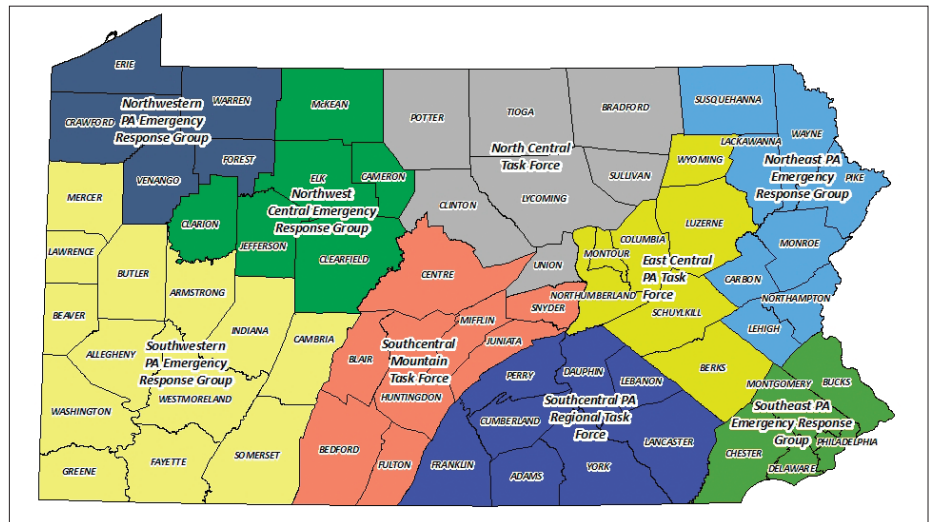 ERIE
WARREN
McKEAN
Northwestern
PA Emergency
Response Group
CRAWFORD
FOREST
VENANGO
POTTER
TIOGA
BRADFORD
SUSQUEHANNA
North Central
Task Force
SULLIVAN
LYCOMING
CLINTON
UNION
WAYNE
LACKAWANNA
WYOMING
Northeast PA
Emergency
Response Group
PIKE
MONROE
CARBON
NORTHAMPTON
LEHIGH
ELK
CAMERON
Northwest
Central Emergency
Response Group
CLARION
JEFFERSON
CLEARFIELD
MERCER
LAWRENCE
BUTLER
ARMSTRONG
BEAVER
INDIANA
CAMBRIA
ALLEGHENY
Southwestern
PA Emergency
Response Group
WESTMORELAND
WASHINGTON
GREENE
FAYETTE
SOMERSET
CENTRE
MIFFLIN
SNYDER
JUNIATA
BLAIR
Southcentral
Mountain
Task Force
HUNTINGDON
BEDFORD
FULTON
LUZERNE
COLUMBIA
MONTOUR
East Central
PA Task
Force
NORTHUMBERLAND
SCHUYLKILL
BERKS
PERRY
DAUPHIN
LEBANON
Southcentral PA
Regional Task
Force
CUMBERLAND
LANCASTER
FRANKLIN
ADAMS
YORK
MONTGOMERY
BUCKS
Southeast PA
Emergency Response
Group
PHILADELPHIA
CHESTER
DELAWARE